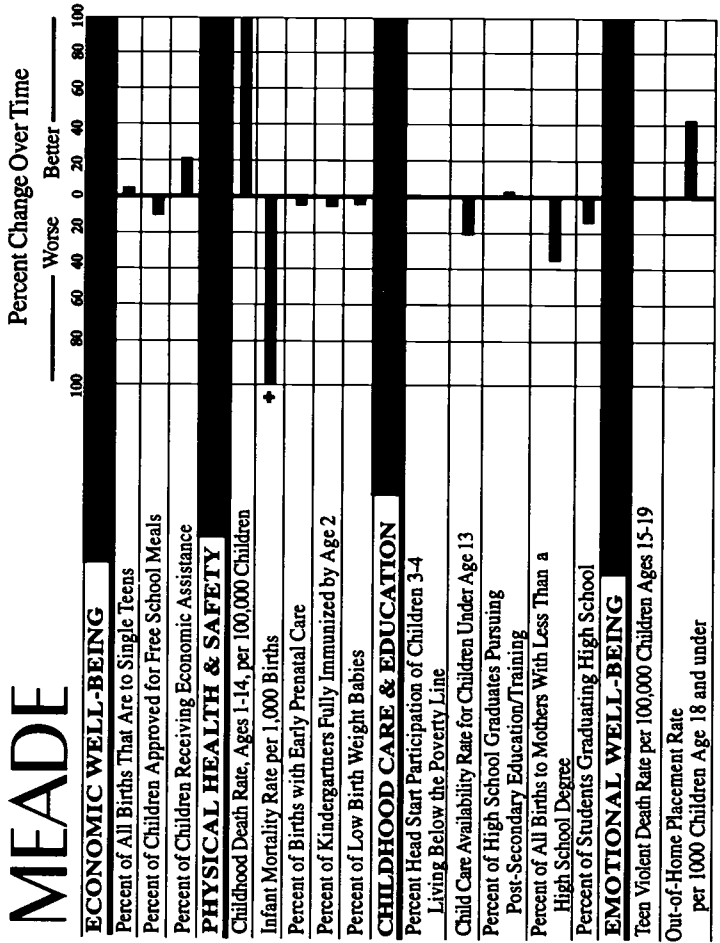 MEADE
Percent Change Over Time
Worse Better
100 80 60 40 20 0 20 40 60 80 100
ECONOMIC WELL-BEING
Percent of All Births That Are to Single Teens
Percent of Children Approved for Free School Meals
Percent of Children Receiving Economic Assistance
PHYSICAL HEALTH & SAFETY
Childhood Death Rate, Ages 1-14, per 100,000 Children
Infant Mortality Rate per 1,000 Births
+
Percent of Births with Early Prenatal Care
Percent of Kindergartners Fully Immunized by Age 2
Percent of Low Birth Weight Babies
CHILDHOOD CARE & EDUCATION
Percent Head Start Participation of Children 3-4
Living Below the Poverty Line
Child Care Availability Rate for Children Under Age 13
Percent of High School Graduates Pursuing
Post-Secondary Education/Training
Percent of All Births to Mothers With Less Than a
High School Degree
Percent of Students Graduating High School
EMOTIONAL WELL-BEING
Teen Violent Death Rate per 100,000 Children Ages 15-19
Out-of-Home Placement Rate
per 1000 Children Age 18 and under